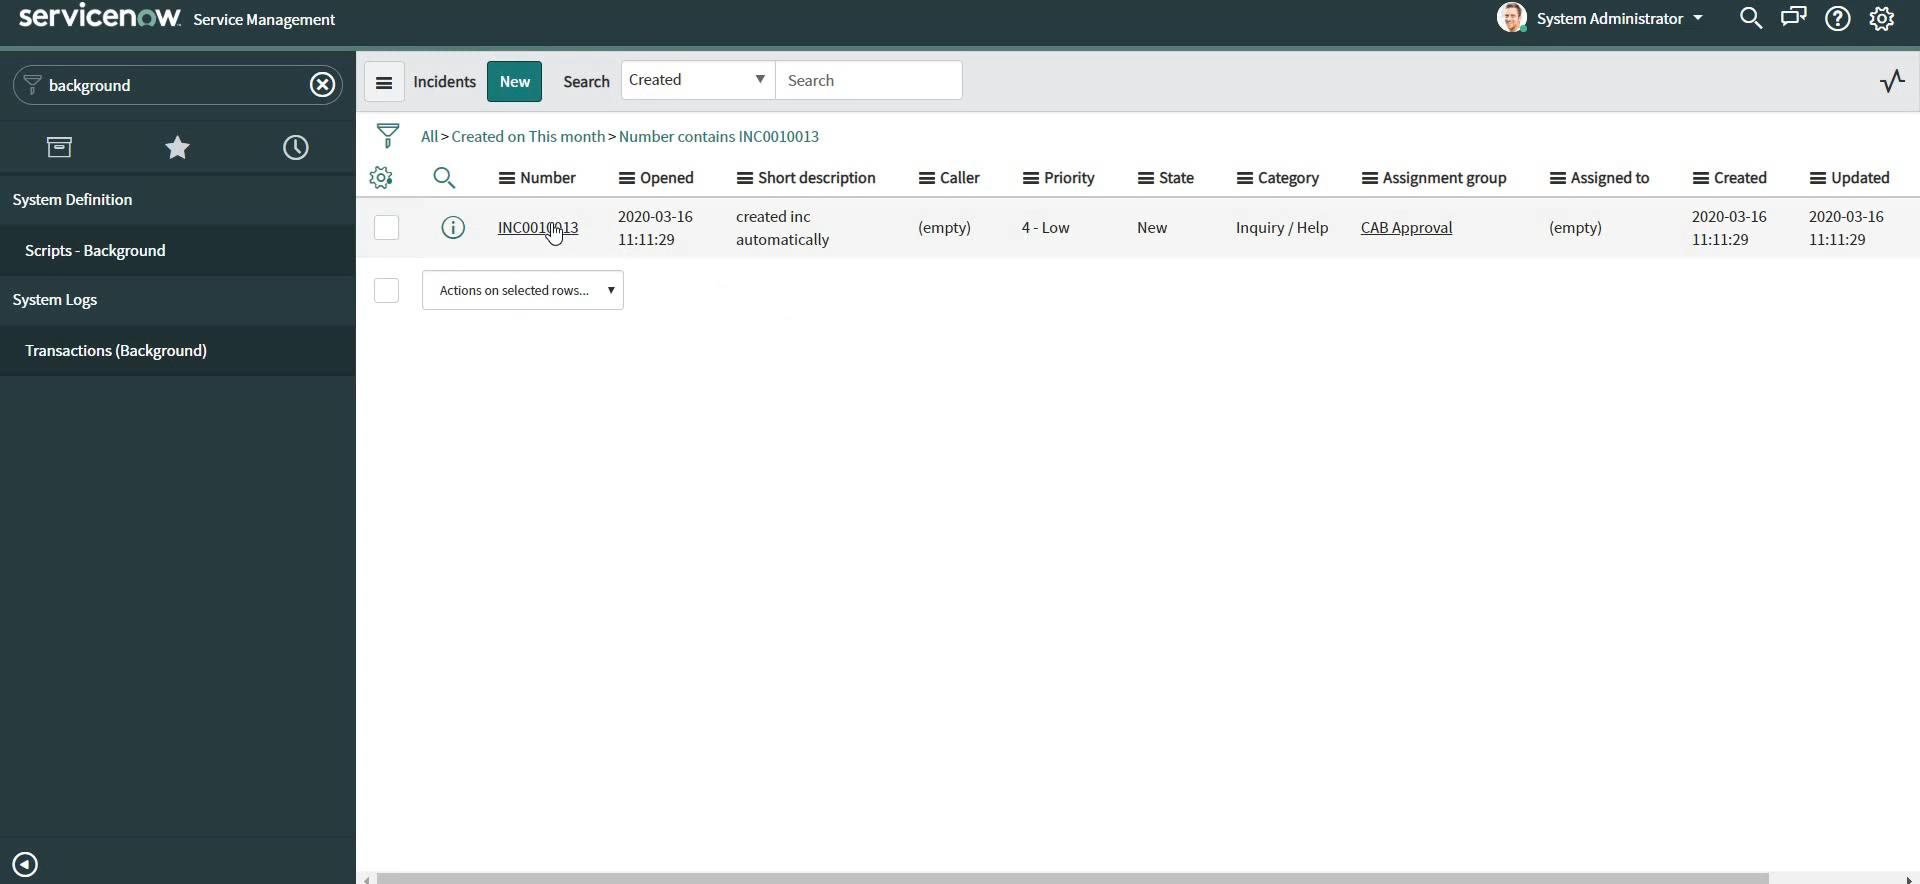 servicenow Service Management
System Administrator
background
Incidents New Search Created Search
All > Created on This month > Number contains INC0010013
Number Opened Short description Caller Priority State Category Assignment group Assigned to Created Updated
System Definition
Scripts - Background
System Logs
Transactions (Background)
INC0010013
2020-03-16
11:11:29
created inc
automatically
(empty)
4 - Low
New
Inquiry / Help
CAB Approval
(empty)
2020-03-16
11:11:29
2020-03-16
11:11:29
Actions on selected rows...